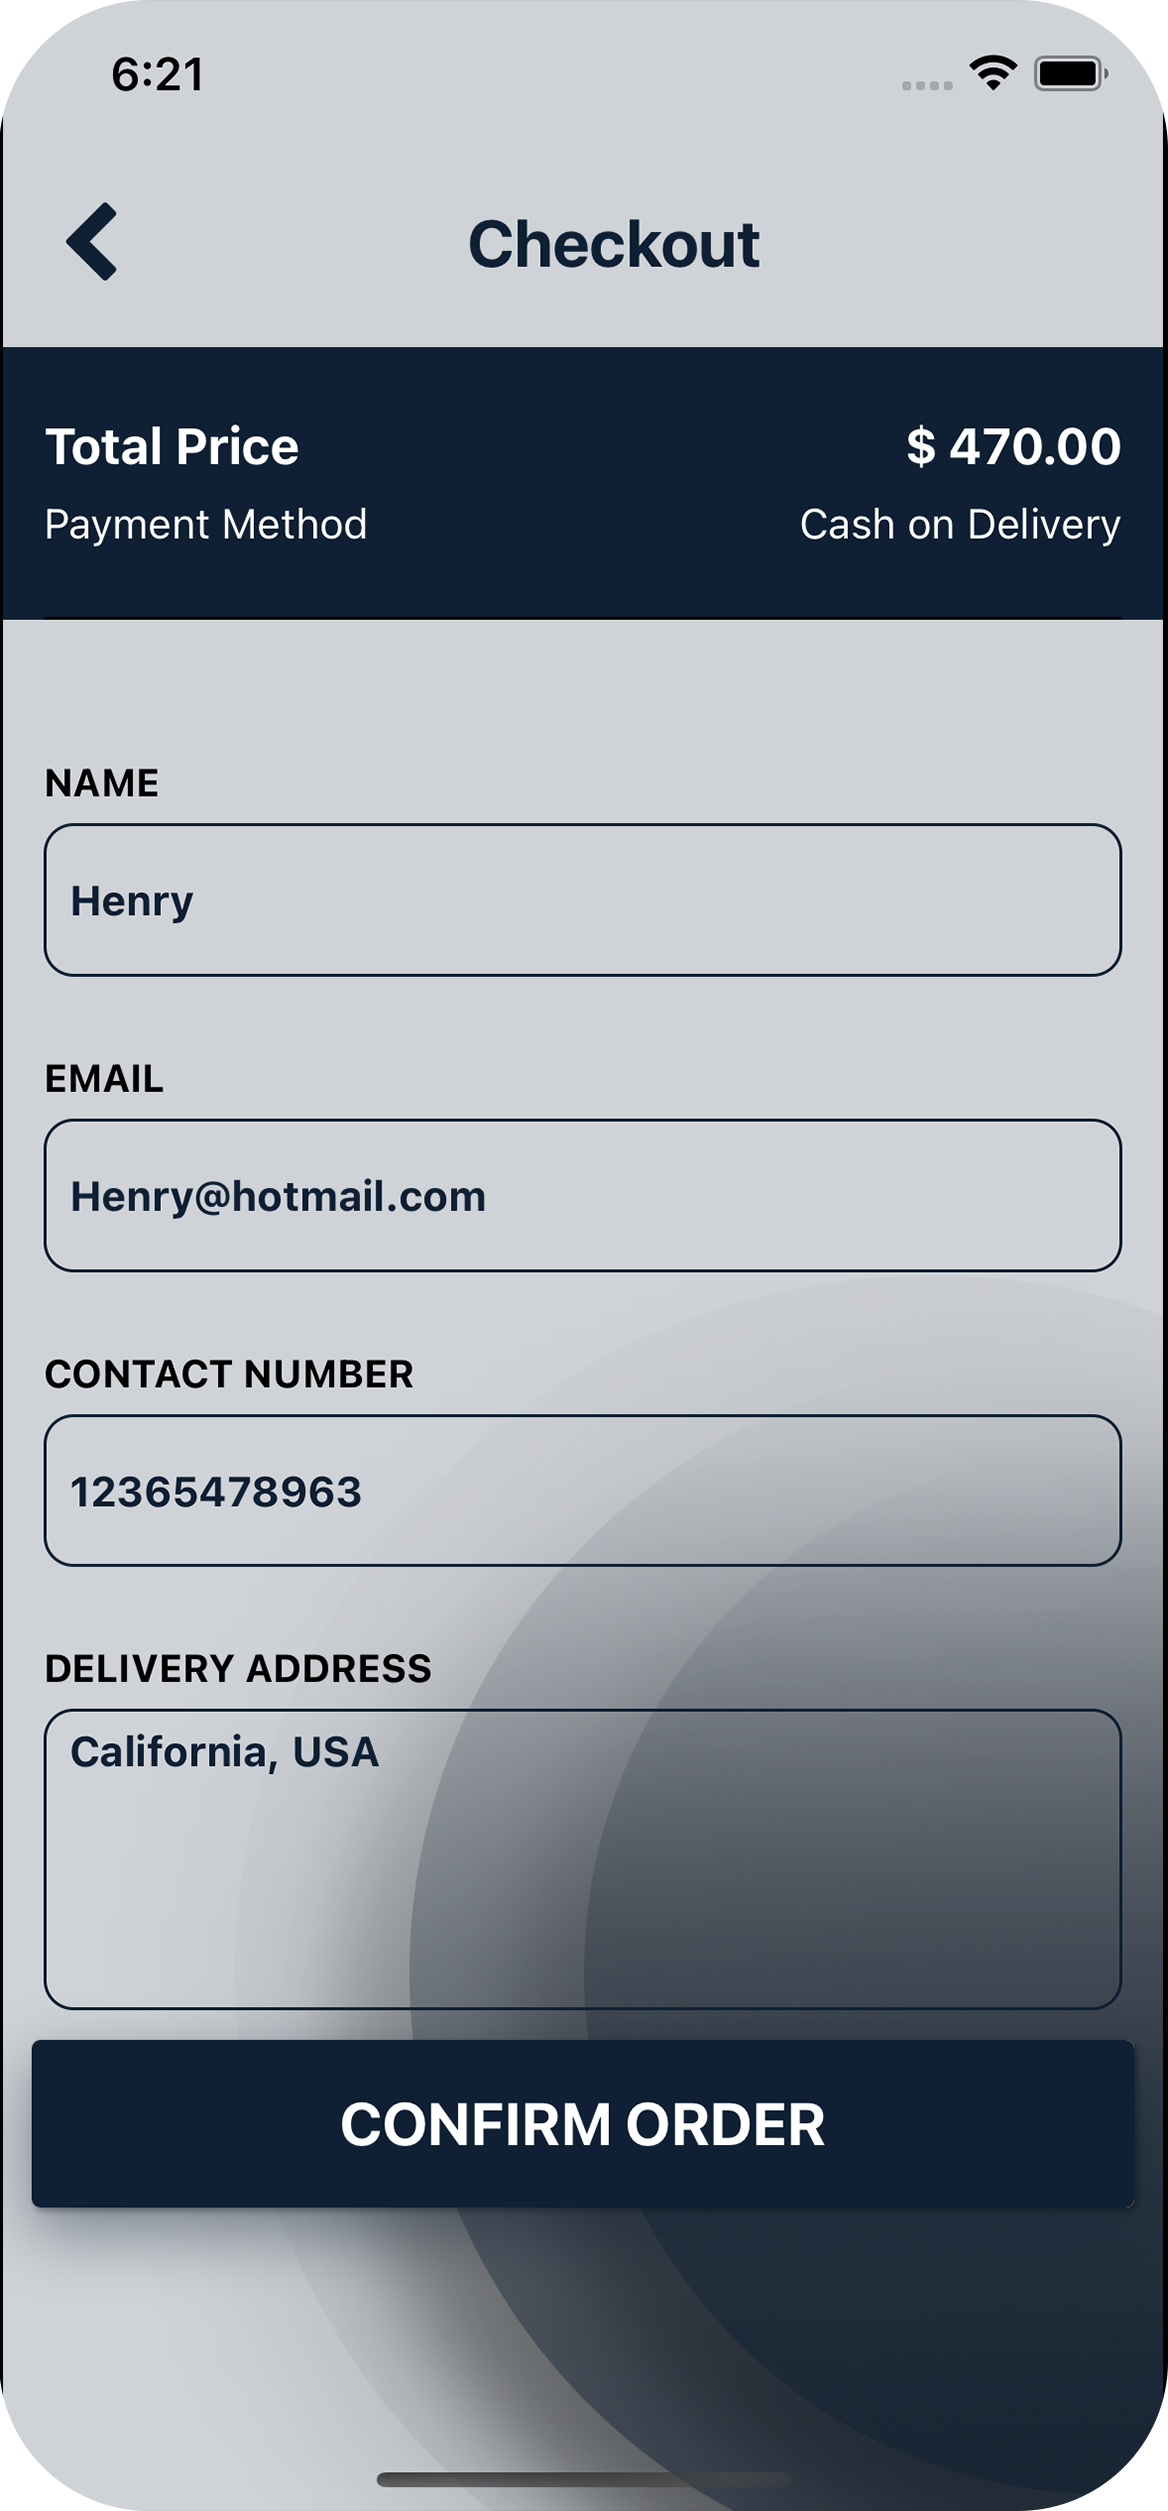 6:21
Checkout
Total Price $ 470.00
Payment Method Cash on Delivery
NAME
Henry
EMAIL
Henry@hotmail.com
CONTACT NUMBER
12365478963
DELIVERY ADDRESS
California, USA
CONFIRM ORDER